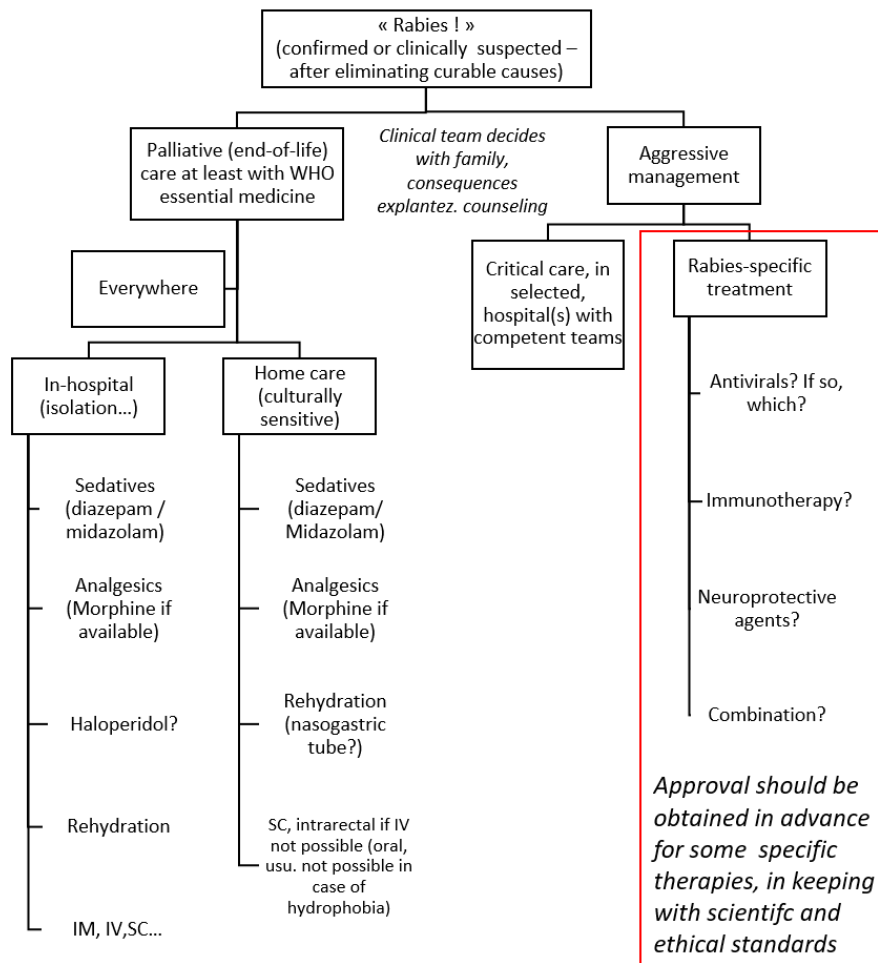 « Rabies ! »
(confirmed or clinically  suspected –
after eliminating curable causes)
Palliative (end-of-life)
care at least with WHO
essential medicine
Clinical team decides
with family,
consequences
explantez. counseling
Aggressive
management
Everywhere
Critical care, in
selected,
hospital(s) with
competent teams
Rabies-specific
treatment
In-hospital
(isolation...)
Home care
(culturally
sensitive)
Sedatives
(diazepam /
midazolam)
Analgesics
(Morphine if
available)
Haloperidol?
Rehydration
IM, IV,SC...
Sedatives
(diazepam/
Midazolam)
Analgesics
(Morphine if
available)
Rehydration
(nasogastric
tube?)
SC, intrarectal if IV
not possible (oral,
usu. not possible in
case of
hydrophobia)
Antivirals? If so,
which?
Immunotherapy?
Neuroprotective
agents?
Combination?
Approval should be
obtained in advance
for some  specific
therapies, in keeping
with scientifc and
ethical standards